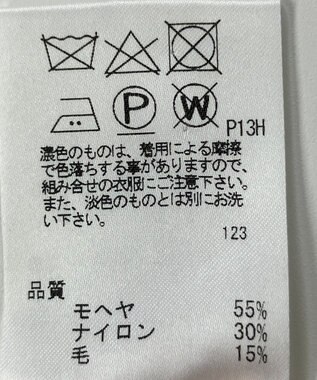 P W P13H
濃色のものは、着用による摩擦
で色落ちする事がありますので、
組み合せの衣服にご注意下さい。
また、淡色のものとは別にお洗
い下さい。
123
品質
モヘヤ 55%
ナイロン 30%
毛 15%